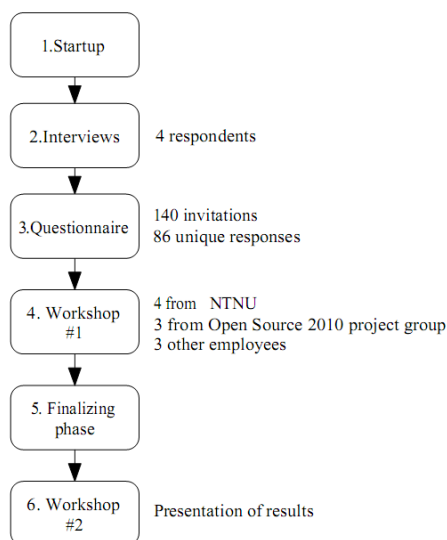 1.Startup
2.Interviews
4 respondents
3.Questionnaire
140 invitations
86 unique responses
4. Workshop
#1
4 from NTNU
3 from Open Source 2010 project group
3 other employees
5. Finalizing
phase
6. Workshop
#2
Presentation of results